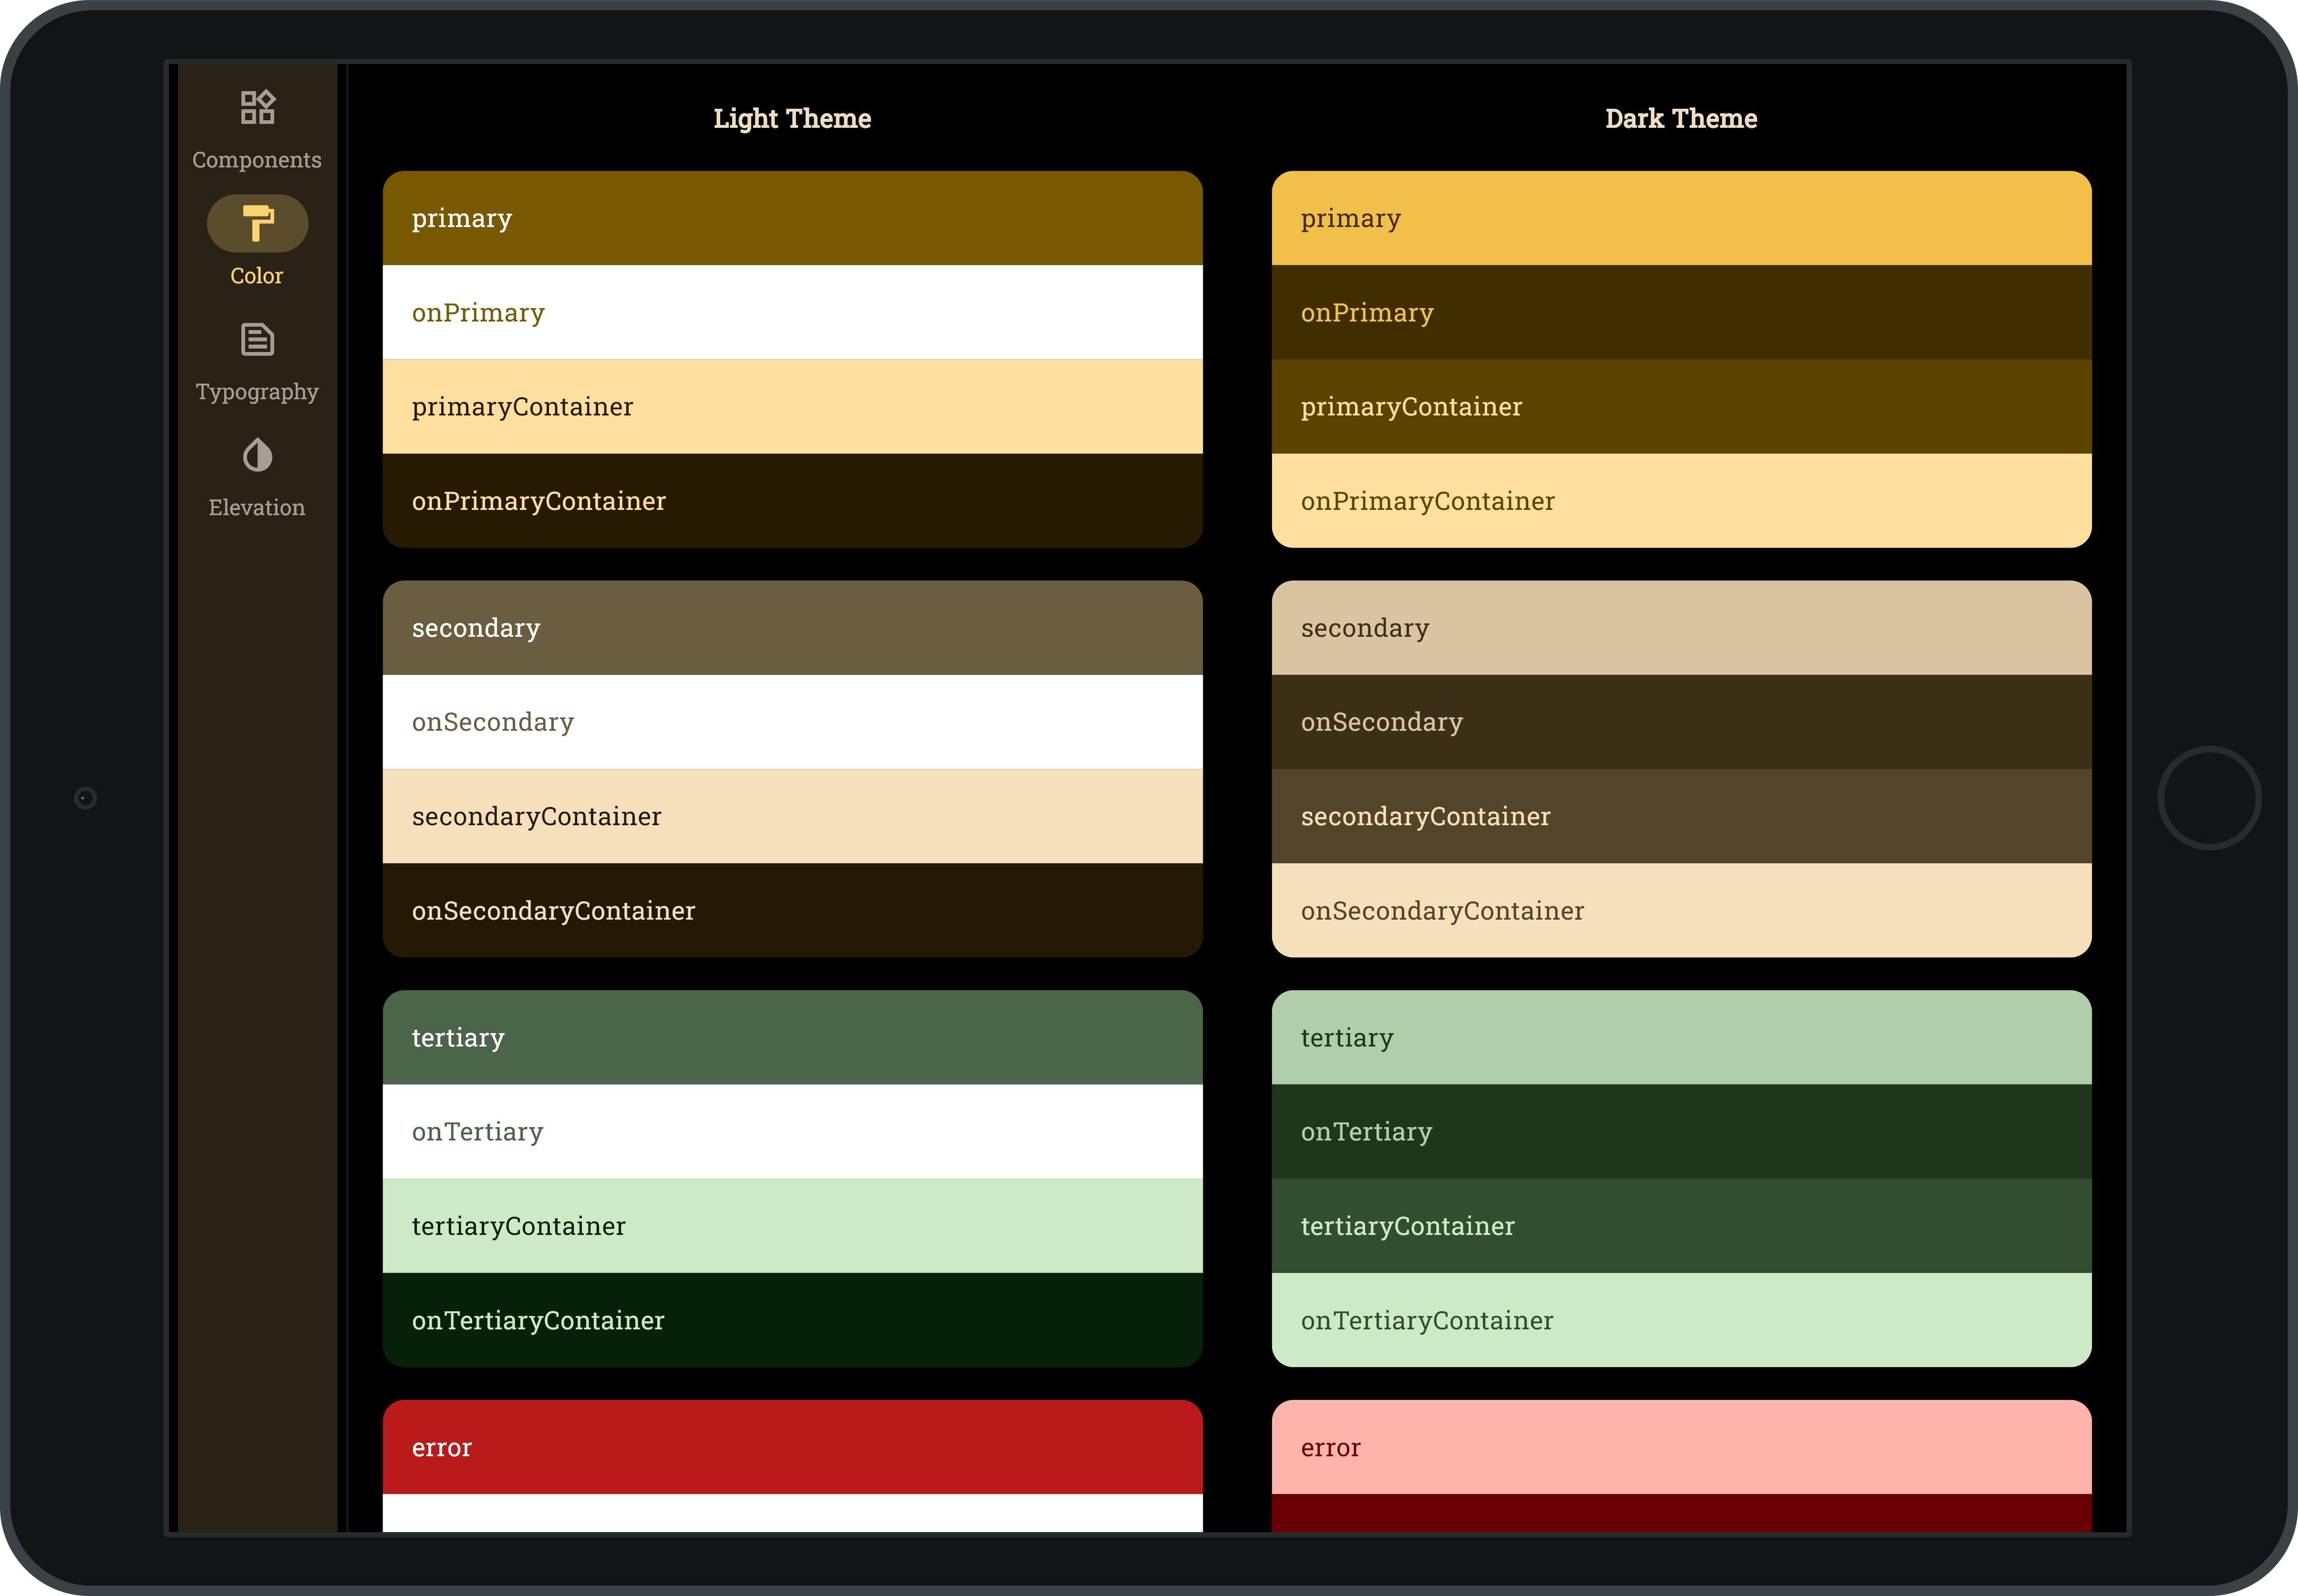 Components
Color
Typography
Elevation
Light Theme
primary
onPrimary
primaryContainer
onPrimaryContainer
secondary
onSecondary
secondaryContainer
onSecondaryContainer
tertiary
onTertiary
tertiaryContainer
onTertiaryContainer
error
Dark Theme
primary
onPrimary
primaryContainer
onPrimaryContainer
secondary
onSecondary
secondaryContainer
onSecondaryContainer
tertiary
onTertiary
tertiaryContainer
onTertiaryContainer
error